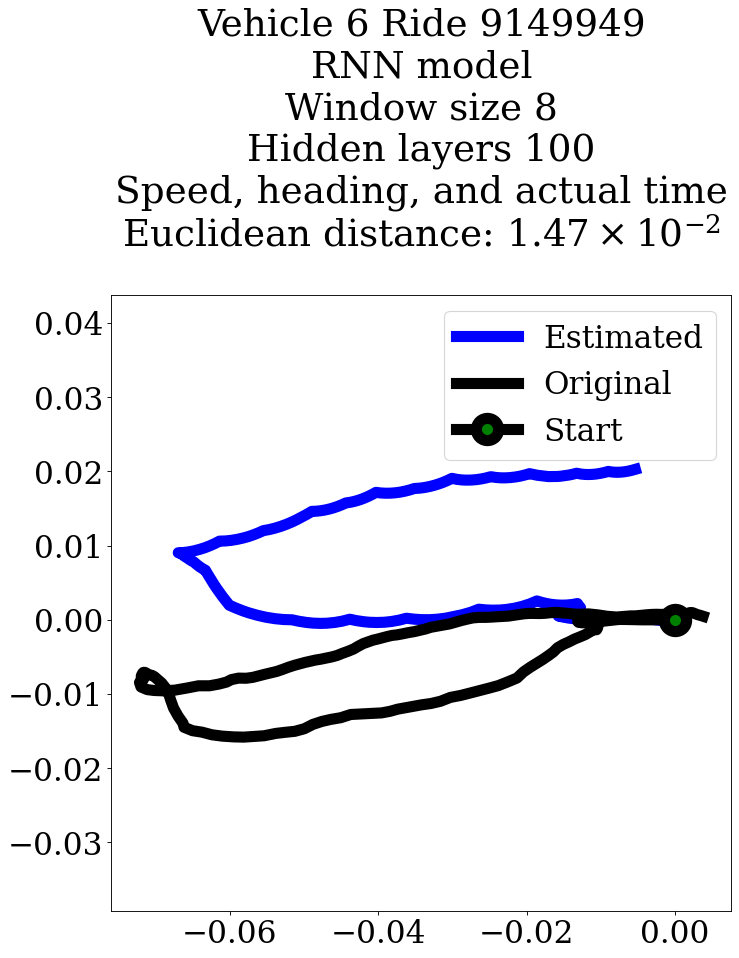 Vehicle 6 Ride 9149949
RNN model
Window size 8
Hidden layers 100
Speed, heading, and actual time
Euclidean distance: 1.47 × 10⁻²
Estimated
Original
Start
0.04
0.03
0.02
0.01
0.00
−0.01
−0.02
−0.03
−0.06 −0.04 −0.02 0.00